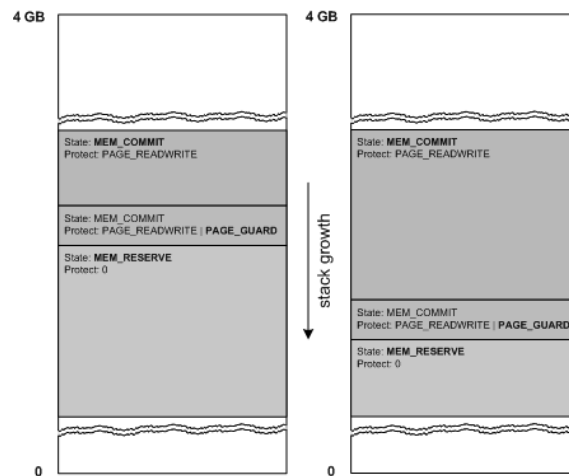 4 GB
State: MEM_COMMIT
Protect: PAGE_READWRITE
State: MEM_COMMIT
Protect: PAGE_READWRITE | PAGE_GUARD
State: MEM_RESERVE
Protect: 0
0
stack growth
4 GB
State: MEM_COMMIT
Protect: PAGE_READWRITE
State: MEM_COMMIT
Protect: PAGE_READWRITE | PAGE_GUARD
State: MEM_RESERVE
Protect: 0
0